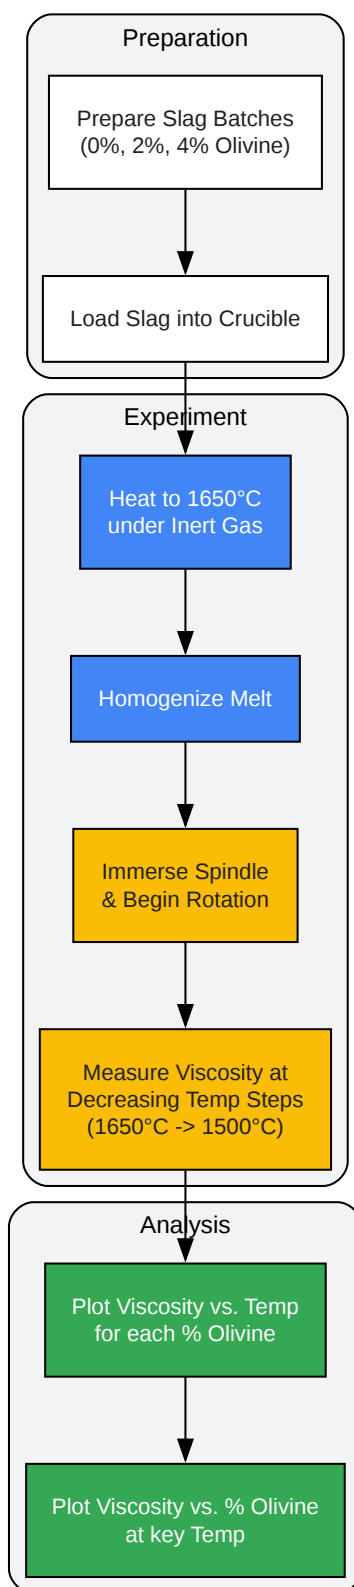 Preparation
Prepare Slag Batches
(0%, 2%, 4% Olivine)
Load Slag into Crucible
Experiment
Heat to 1650°C
under Inert Gas
Homogenize Melt
Immerse Spindle
& Begin Rotation
Measure Viscosity at
Decreasing Temp Steps
(1650°C -> 1500°C)
Analysis
Plot Viscosity vs. Temp
for each % Olivine
Plot Viscosity vs. % Olivine
at key Temp